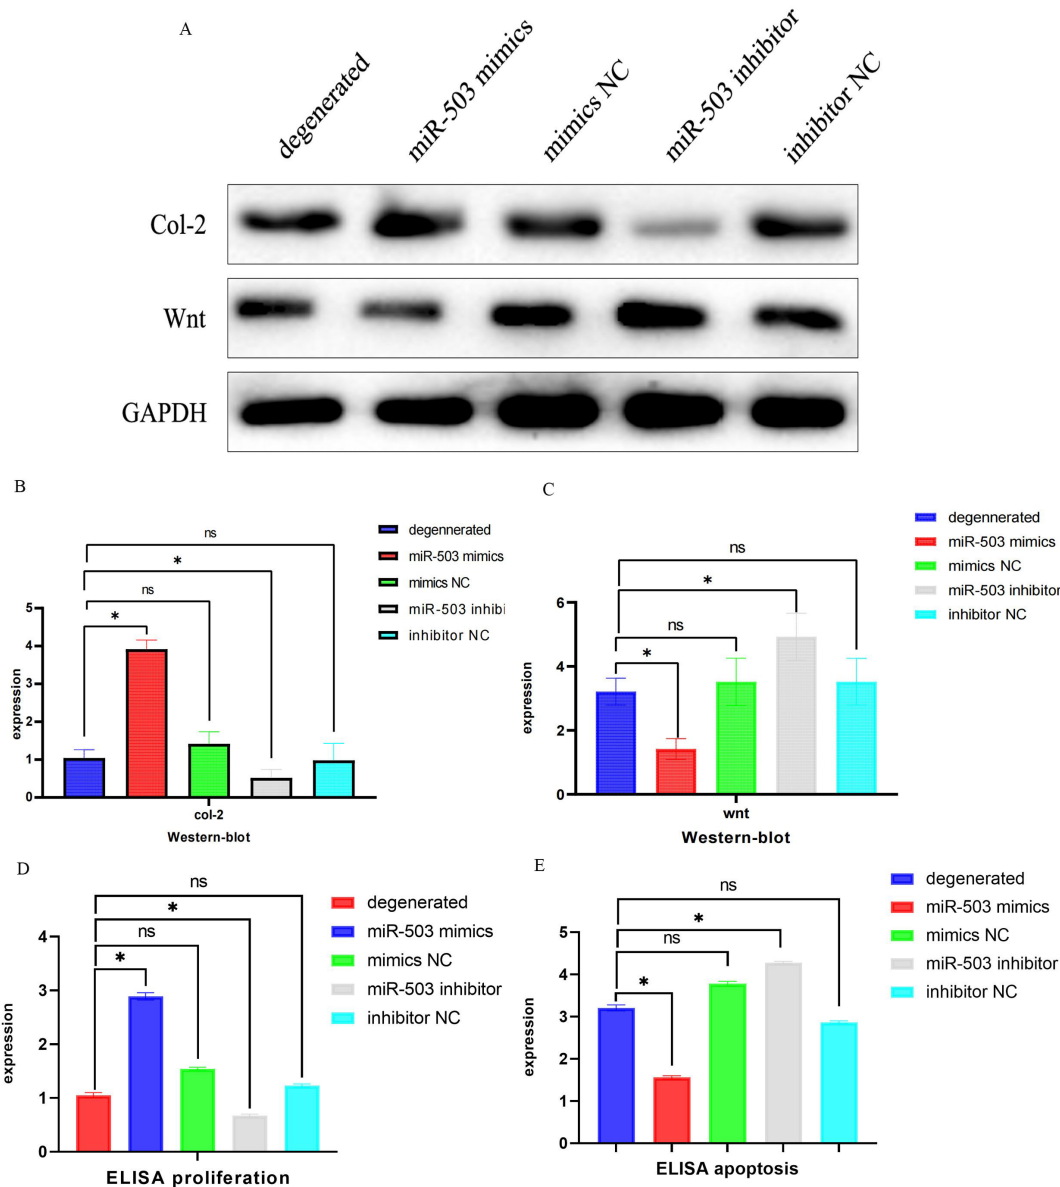 A
degenerated
miR-503 mimics
mimics NC
miR-503 inhibitor
inhibitor NC
Col-2
Wnt
GAPDH
B
ns
*
ns
*
degennerated
miR-503 mimics
mimics NC
miR-503 inhibi
inhibitor NC
expression
5
4
3
2
1
0
col-2
Western-blot
C
ns
*
ns
*
degennerated
miR-503 mimics
mimics NC
miR-503 inhibitor
inhibitor NC
expression
6
4
2
0
wnt
Western-blot
D
ns
*
ns
*
degenerated
miR-503 mimics
mimics NC
miR-503 inhibitor
inhibitor NC
expression
4
3
2
1
0
ELISA proliferation
E
ns
*
ns
*
degenerated
miR-503 mimics
mimics NC
miR-503 inhibitor
inhibitor NC
expression
5
4
3
2
1
0
ELISA apoptosis